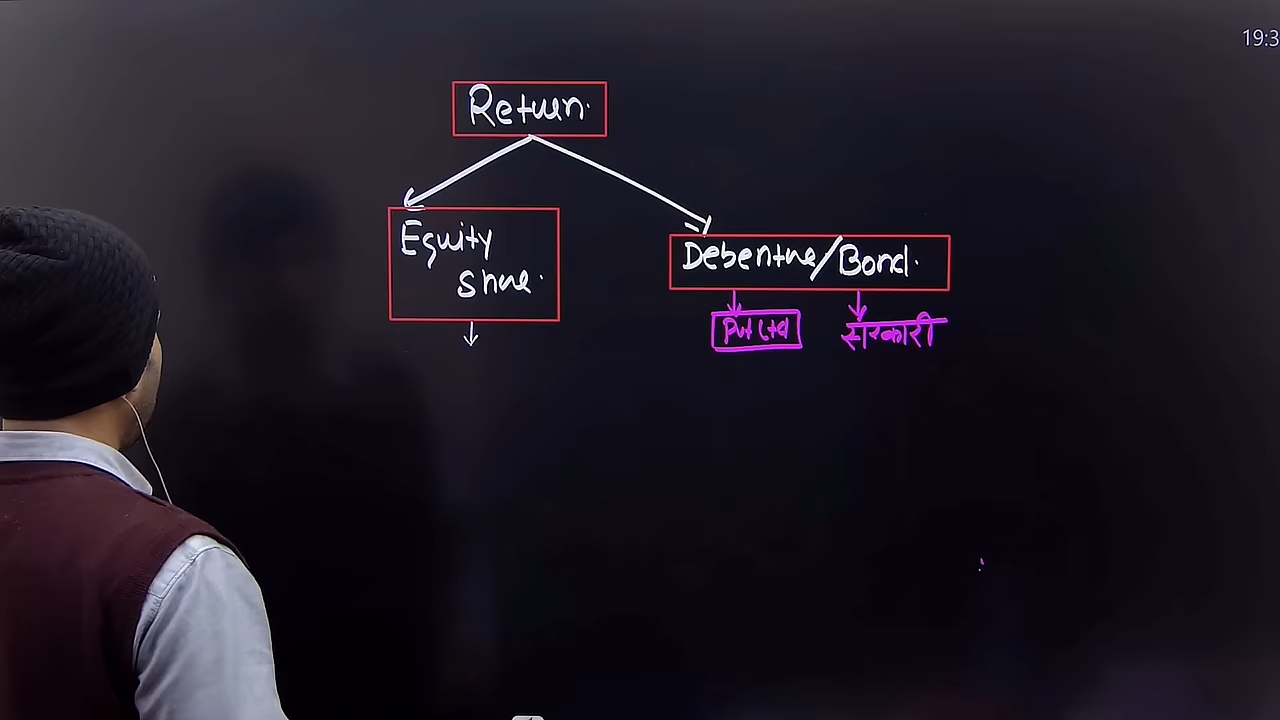 19:3
Return.
Equity
Share.
Debenture/Bond.
Pvt Ltd
सरकारी